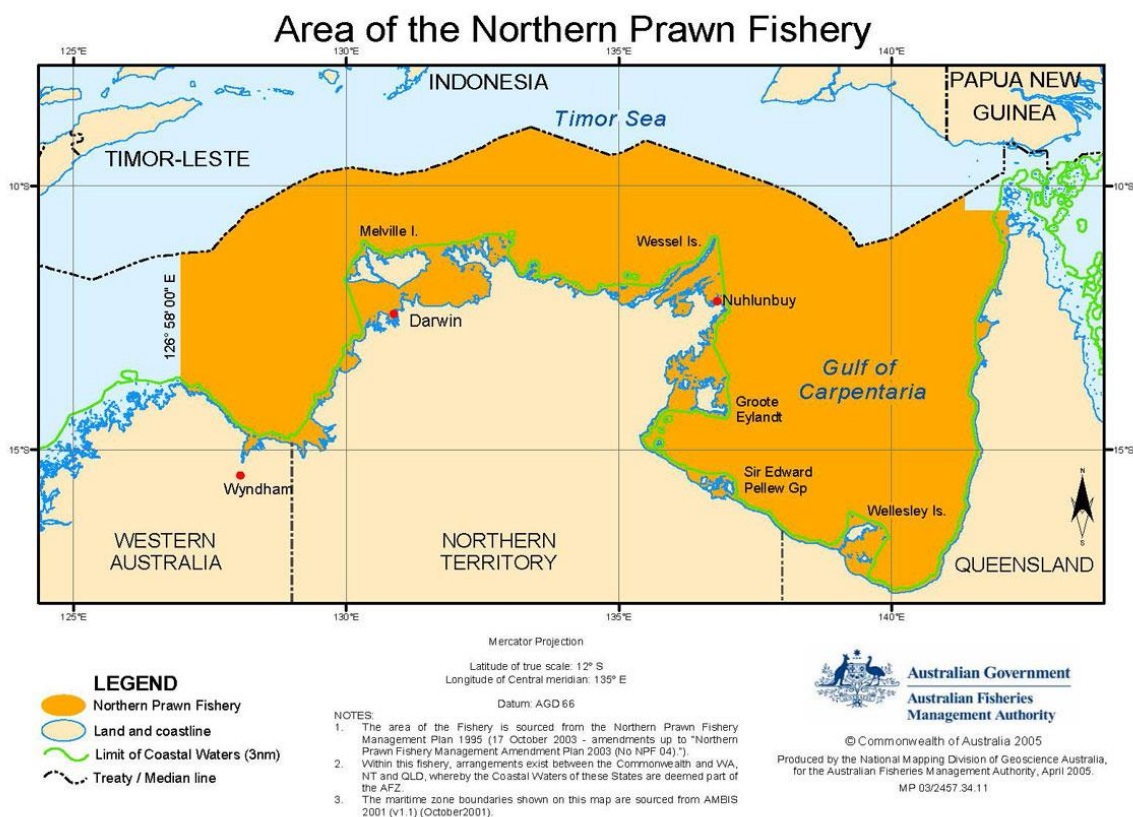 Area of the Northern Prawn Fishery
125°E
130°E
135°E
140°E
INDONESIA
PAPUA NEW
GUINEA
Timor Sea
TIMOR-LESTE
10°S
10°S
Melville I.
Wessel Is.
126° 58' 00" E
Nuhlunbuy
Darwin
Gulf of
Carpentaria
Groote
Eylandt
15°S
15°S
Wyndham
Sir Edward
Pellew Gp
Wellesley Is.
N
S
WESTERN
AUSTRALIA
NORTHERN
TERRITORY
QUEENSLAND
125°E
130°E
135°E
140°E
Mercator Projection
Latitude of true scale: 12° S
Longitude of Central meridian: 135° E
Datum: AGD 66
LEGEND
Northern Prawn Fishery
Land and coastline
Limit of Coastal Waters (3nm)
Treaty / Median line
NOTES:
1. The area of the Fishery is sourced from the Northern Prawn Fishery
Management Plan 1995 (17 October 2003 - amendments up to "Northern
Prawn Fishery Management Amendment Plan 2003 (No NPF 04).").
2. Within this fishery, arrangements exist between the Commonwealth and WA,
NT and QLD, whereby the Coastal Waters of these States are deemed part of
the AFZ.
3. The maritime zone boundaries shown on this map are sourced from AMBIS
2001 (v1.1) (October2001).
Australian Government
Australian Fisheries
Management Authority
© Commonwealth of Australia 2005
Produced by the National Mapping Division of Geoscience Australia,
for the Australian Fisheries Management Authority, April 2005.
MP 03/2457.34.11